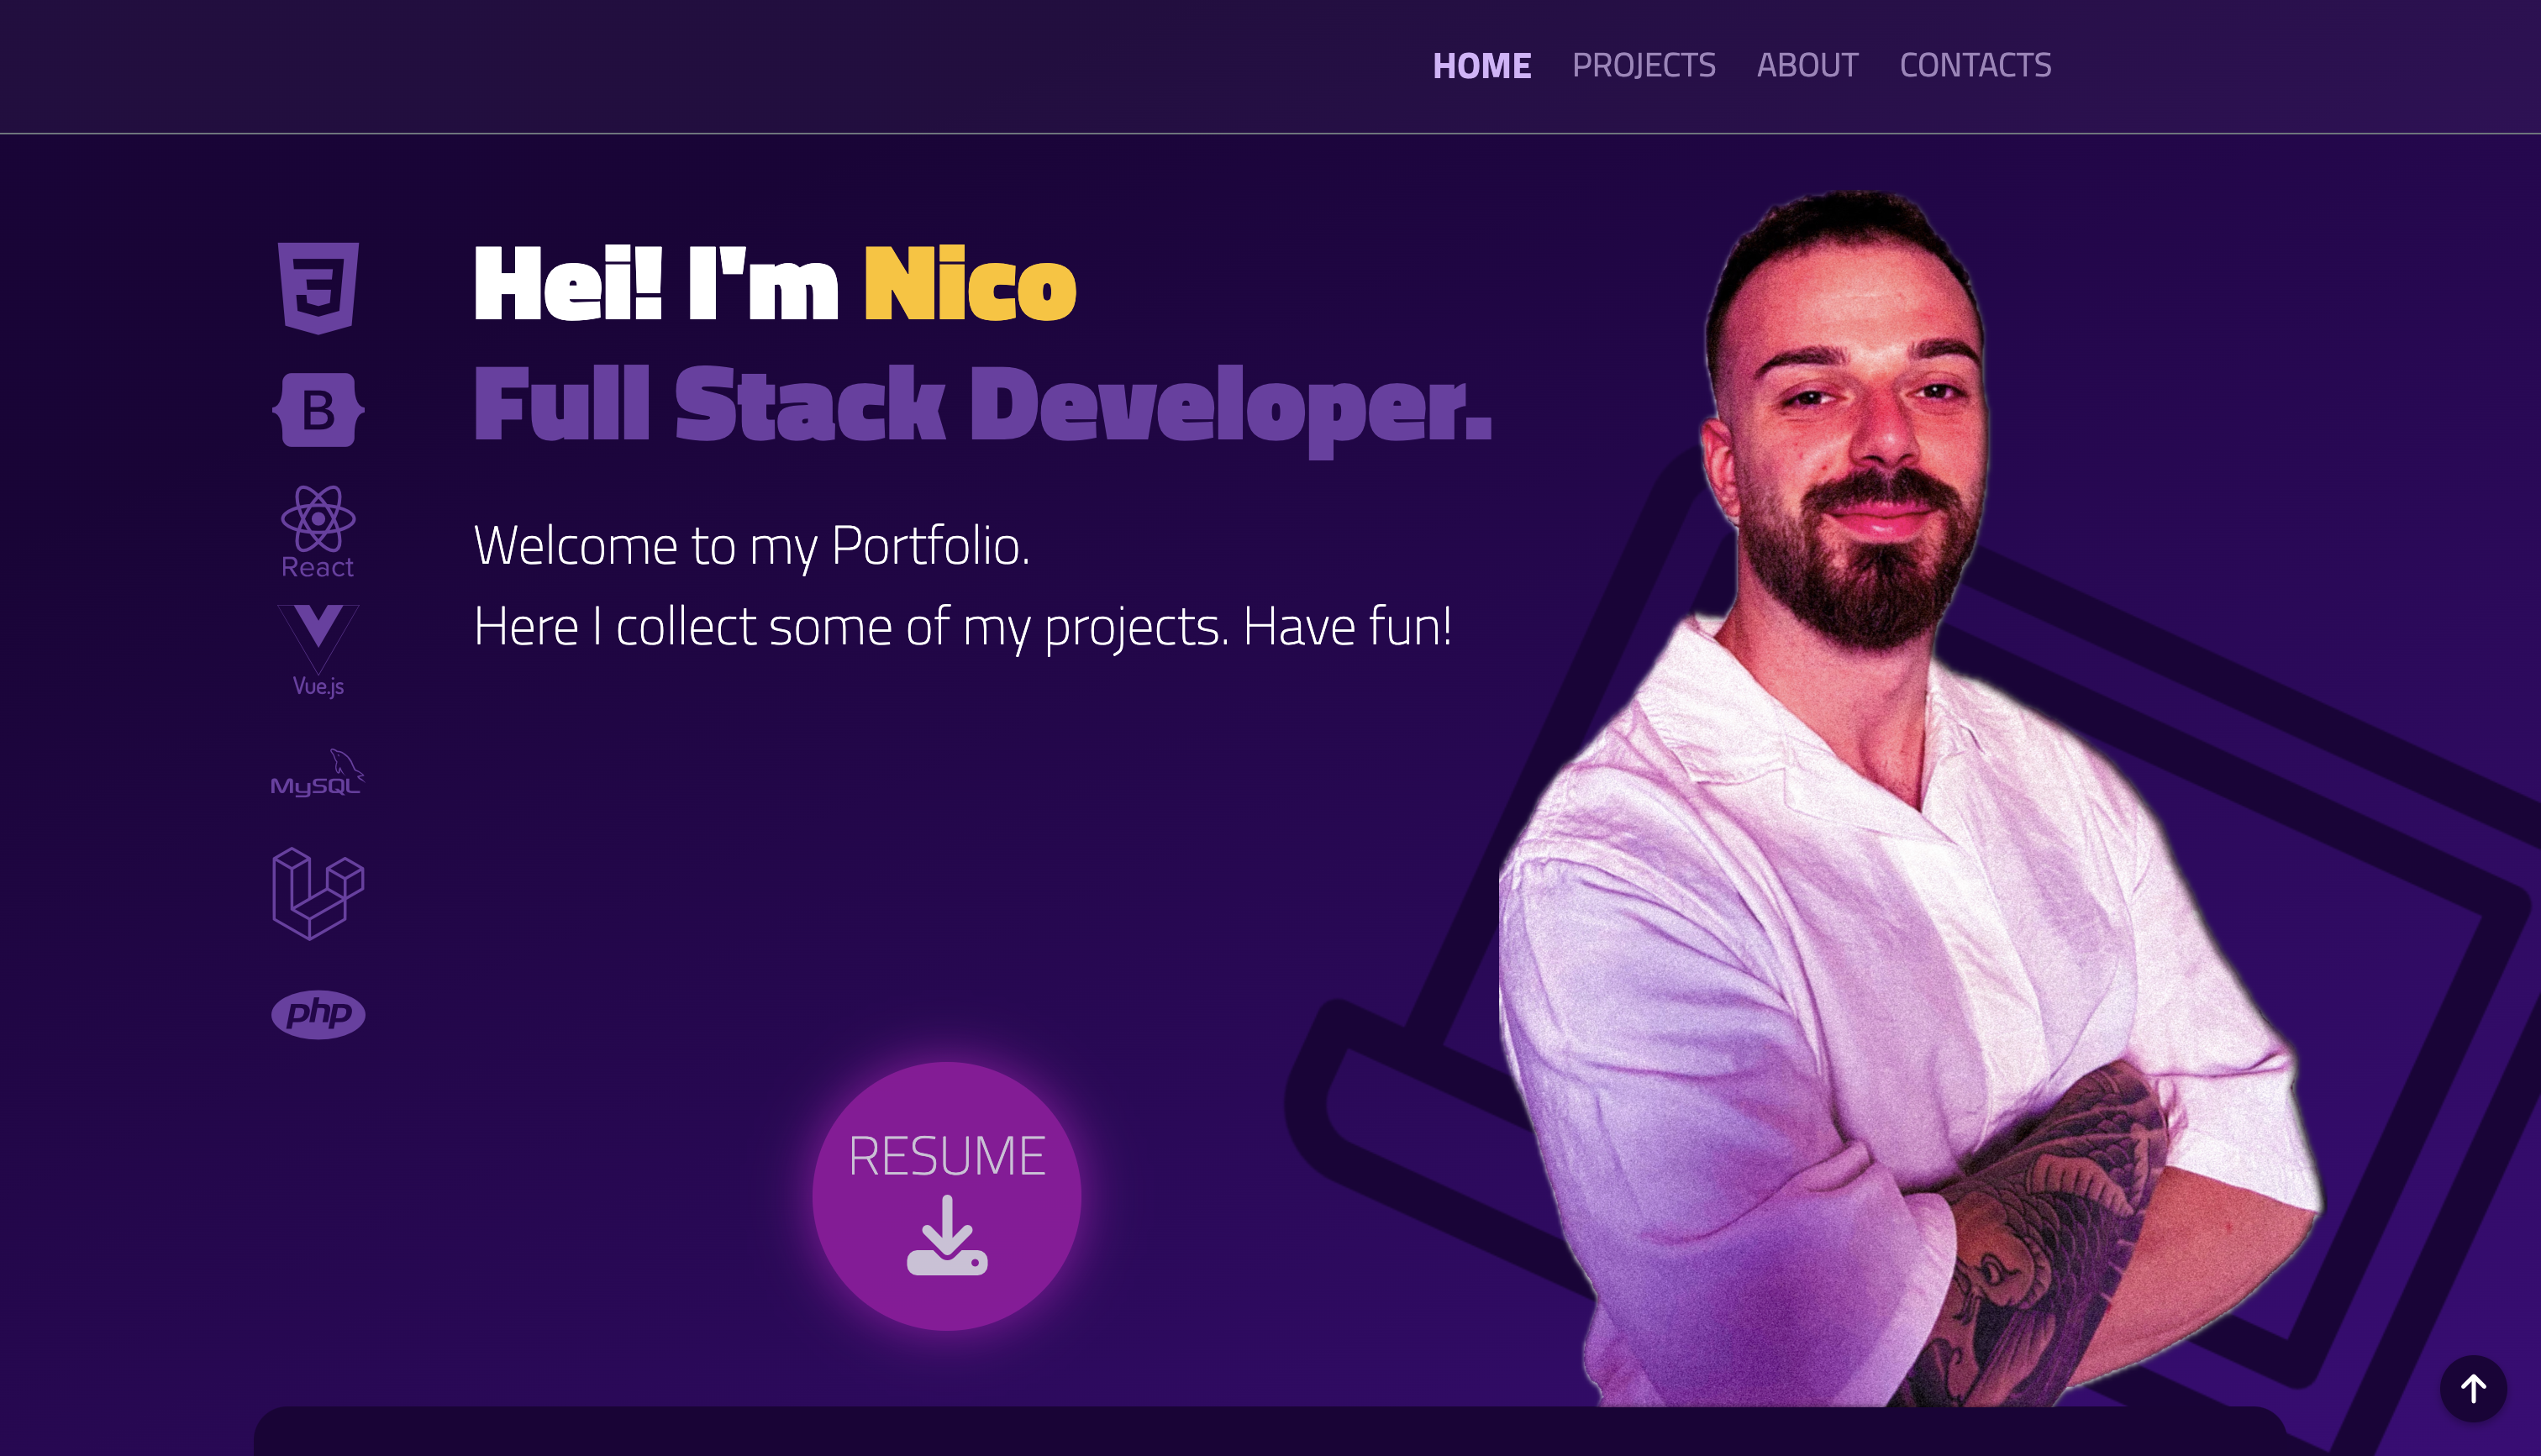 HOME PROJECTS ABOUT CONTACTS
Hei! I'm Nico
Full Stack Developer.
Welcome to my Portfolio.
Here I collect some of my projects. Have fun!
3
B
React
Vue.js
MySQL
php
RESUME